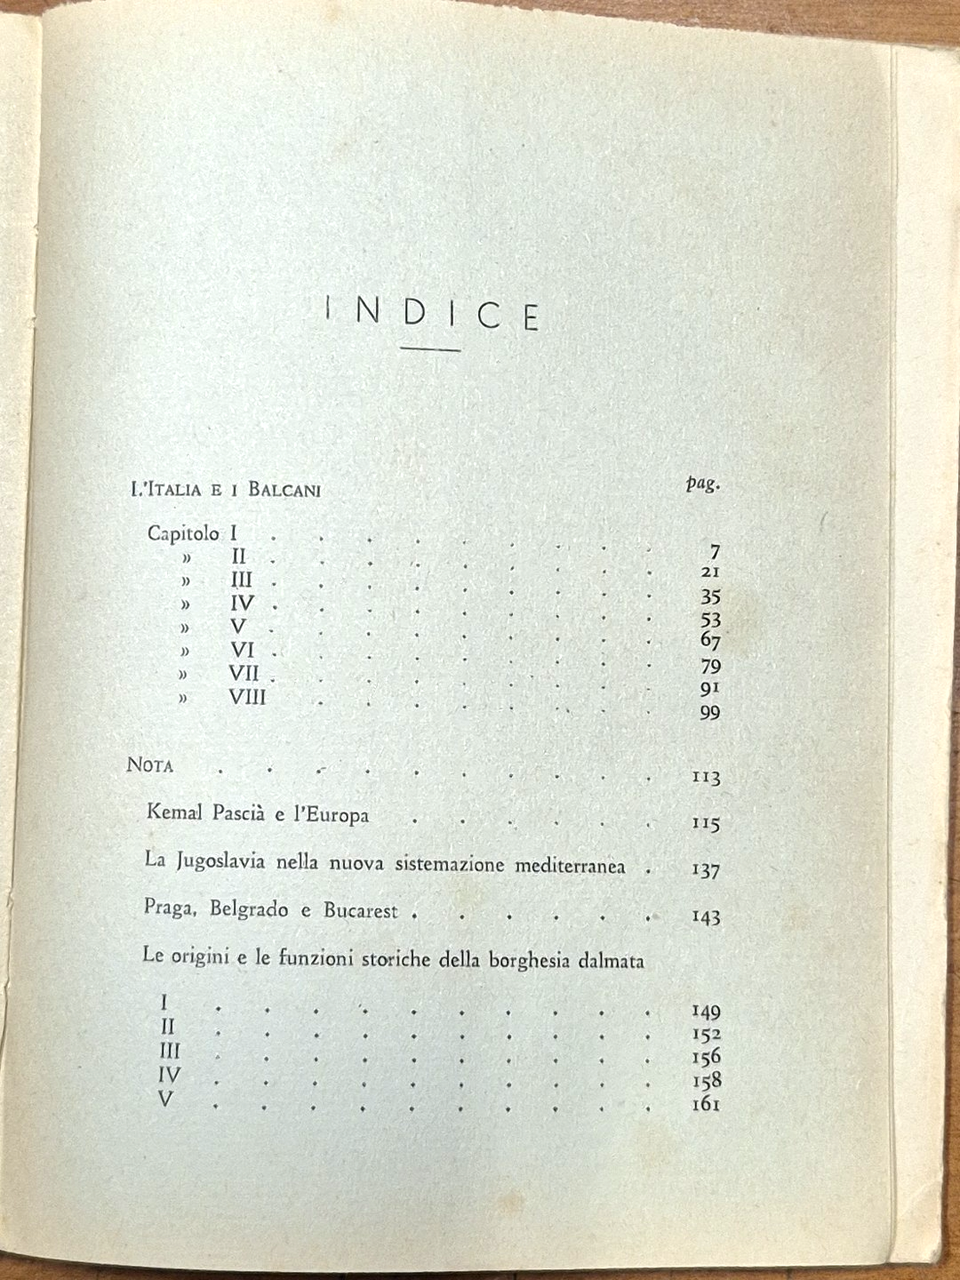 INDICE
L'ITALIA E I BALCANI pag.
Capitolo I . . . . . . . . . 7
» II . . . . . . . . . 21
» III . . . . . . . . . 35
» IV . . . . . . . . . 53
» V . . . . . . . . . 67
» VI . . . . . . . . . 79
» VII . . . . . . . . . 91
» VIII . . . . . . . . 99
NOTA . . . . . . . . . . 113
Kemal Pascià e l'Europa . . . . . . 115
La Jugoslavia nella nuova sistemazione mediterranea . 137
Praga, Belgrado e Bucarest . . . . . . 143
Le origini e le funzioni storiche della borghesia dalmata
I . . . . . . . . . . 149
II . . . . . . . . . . 152
III . . . . . . . . . . 156
IV . . . . . . . . . . 158
V . . . . . . . . . . 161